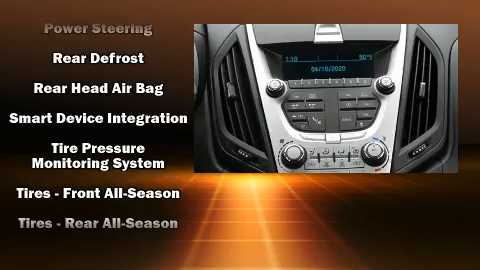 Power Steering
Rear Defrost
Rear Head Air Bag
Smart Device Integration
Tire Pressure
Monitoring System
Tires - Front All-Season
Tires - Rear All-Season
1:10
50°F
04/10/2020